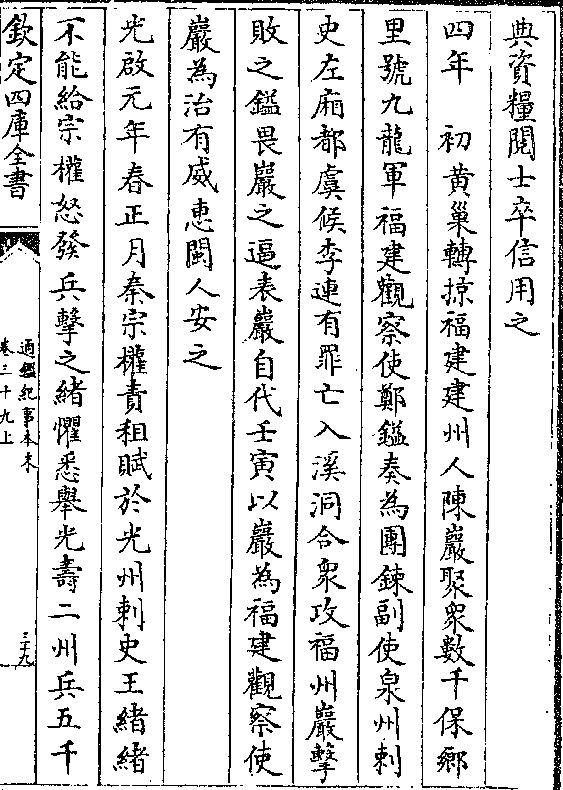 典資糧閲士卒信用之
四年　初黄巢轉掠福建建州人陳巖聚衆數千保鄉
里號九龍軍福建觀察使鄭鎰奏為團鍊副使泉州刺
史左廂都虞候李連有罪亡入溪洞合衆攻福州巖擊
敗之鎰畏巖之逼表巖自代壬寅以巖為福建觀察使
巖為治有威惠閩人安之
光啟元年春正月秦宗權責租賦於光州刺史王緒緒
不能給宗權怒發兵擊之緒懼悉舉光壽二州兵五千
欽定四庫全書
通鑑紀事本末
卷三十九上
三十九